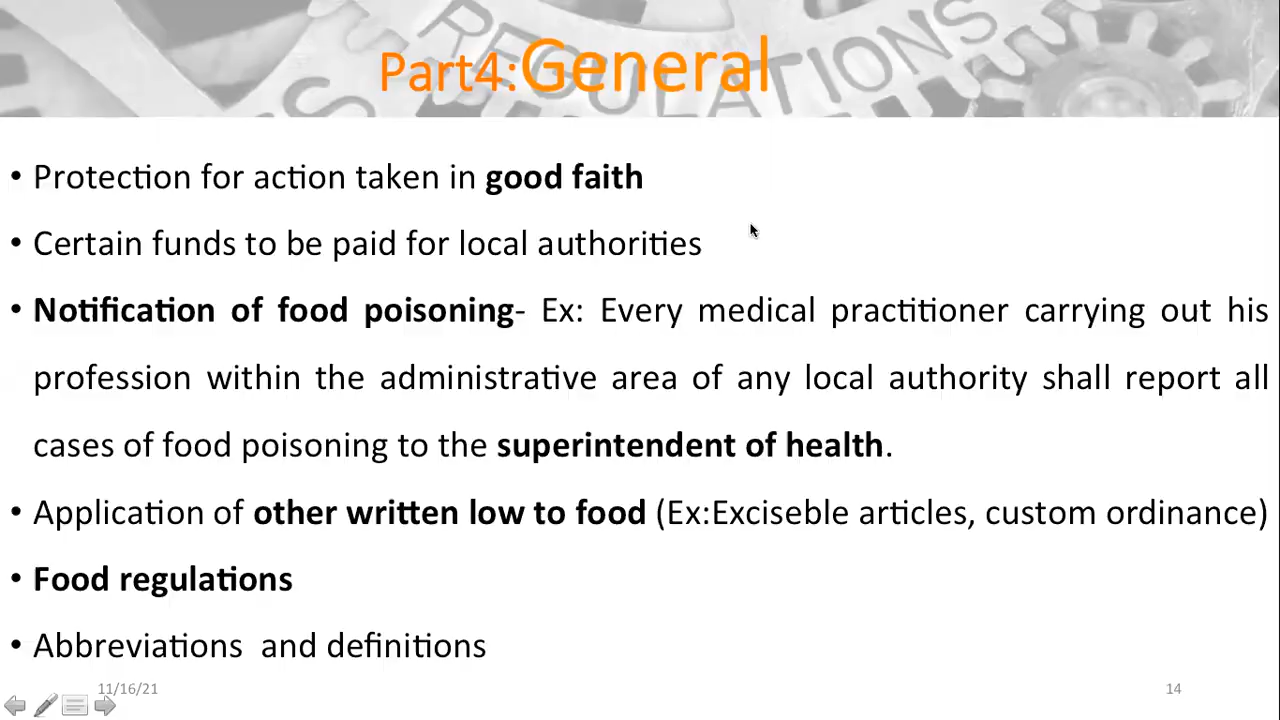 REGULATIONS
Part4:General
• Protection for action taken in good faith
• Certain funds to be paid for local authorities
• Notification of food poisoning- Ex: Every medical practitioner carrying out his
profession within the administrative area of any local authority shall report all
cases of food poisoning to the superintendent of health.
• Application of other written low to food (Ex:Exciseble articles, custom ordinance)
• Food regulations
• Abbreviations  and definitions
11/16/21
14